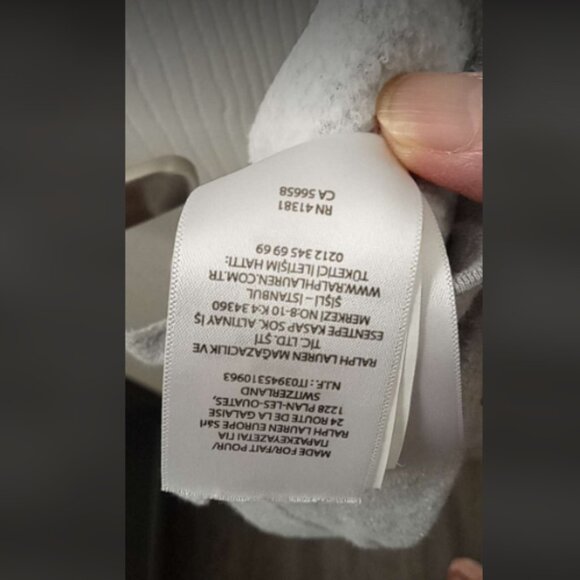 MADE FOR/FAIT POUR/
ΠΑΡΑΣΚΕΥΑΖΕΤΑΙ ΓΙΑ
RALPH LAUREN EUROPE Sàrl
24 ROUTE DE LA GALAISE
1228 PLAN-LES-OUATES,
SWITZERLAND
N.I.F.: IT03945310963
RALPH LAUREN MAĞAZACILIK VE
TİC. LTD. ŞTİ
ESENTEPE KASAP SOK. ALTINAY İŞ
MERKEZİ NO:8-10 K:4 34360
ŞİŞLİ – İSTANBUL
WWW.RALPHLAUREN.COM.TR
TÜKETİCİ İLETİŞİM HATTI:
0212 345 69 69
RN 41381
CA 56658